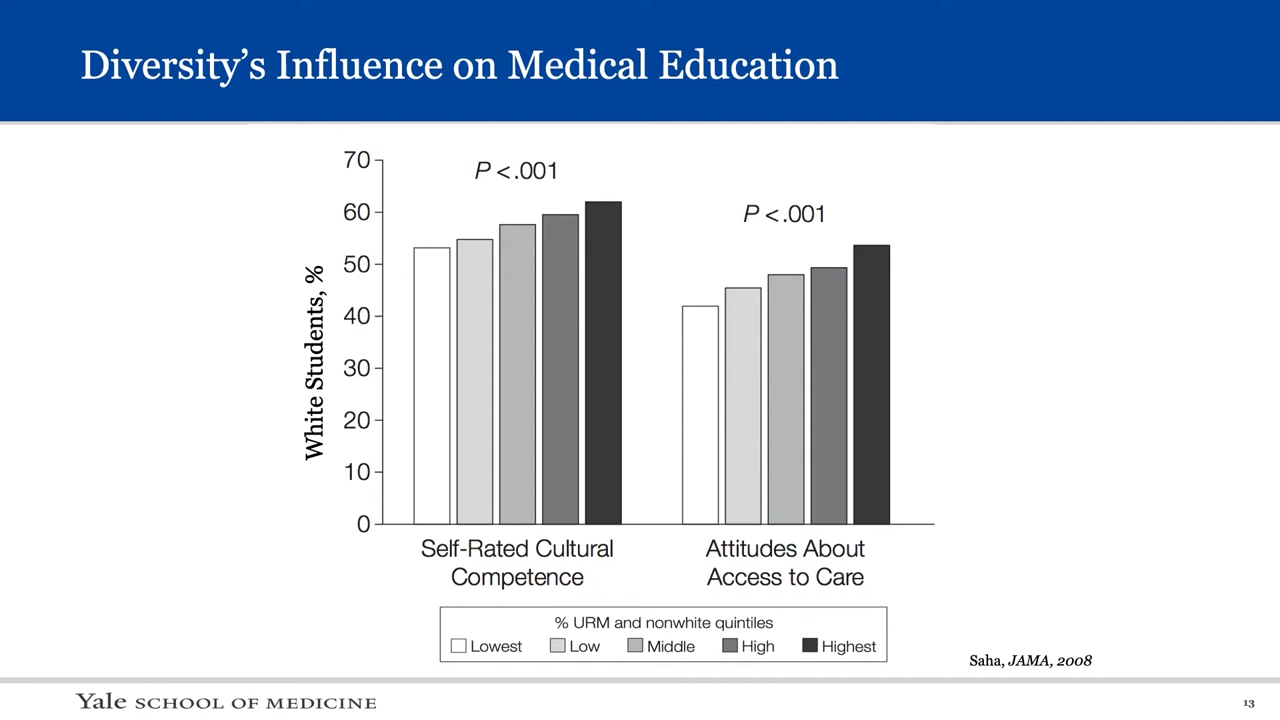 Diversity’s Influence on Medical Education
70
60
50
40
30
20
10
0
White Students, %
P < .001
P < .001
Self-Rated Cultural
Competence
Attitudes About
Access to Care
% URM and nonwhite quintiles
Lowest Low Middle High Highest
Saha, JAMA, 2008
Yale SCHOOL OF MEDICINE
13